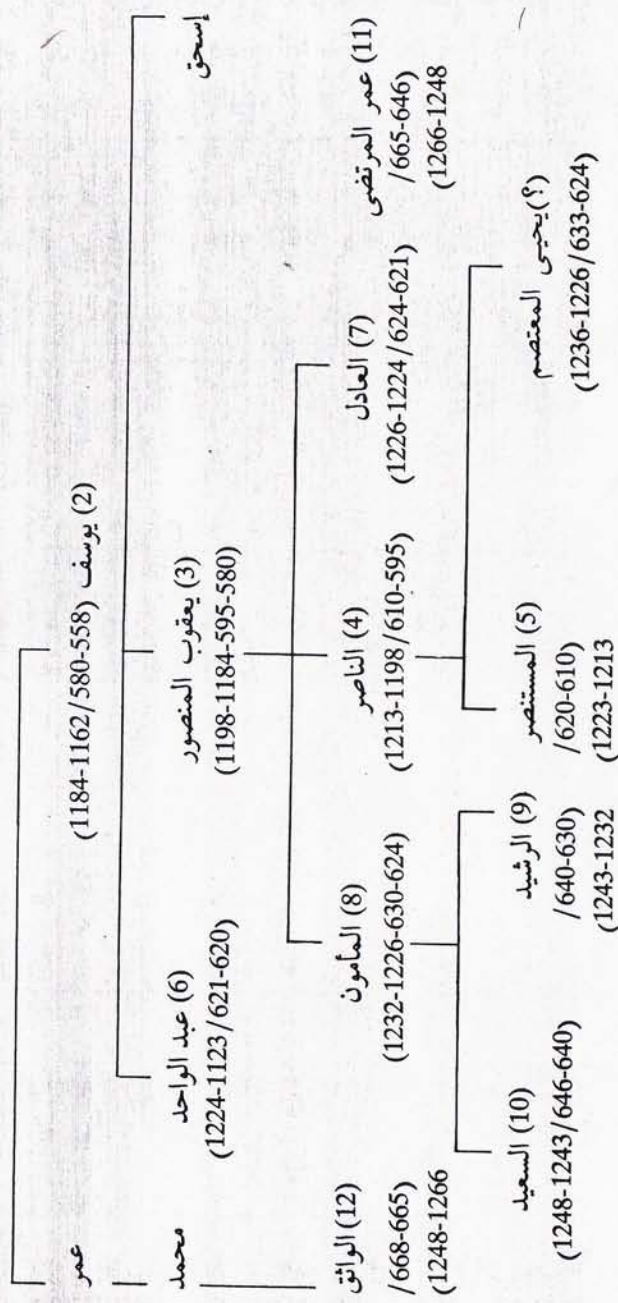 (2) يوسف (1184-1162/580-558)
عمر
إسحق
(3) يعقوب المنصور
(1198-1184-595-580)
(6) عبد الواحد
(1224-1123/621-620)
محمد
(11) عمر المرتضى
/665-646)
(1266-1248
(7) العادل
(1226-1224/624-621)
(4) الناصر
(1213-1198/610-595)
(8) المأمون
(1232-1226-630-624)
(12) الواثق
/668-665)
(1248-1266
(؟) يحيى المعتصم
(1236-1226/633-624)
(5) المستنصر
/620-610)
(1223-1213
(9) الرشيد
/640-630)
(1243-1232
(10) السعيد
(1248-1243/646-640)